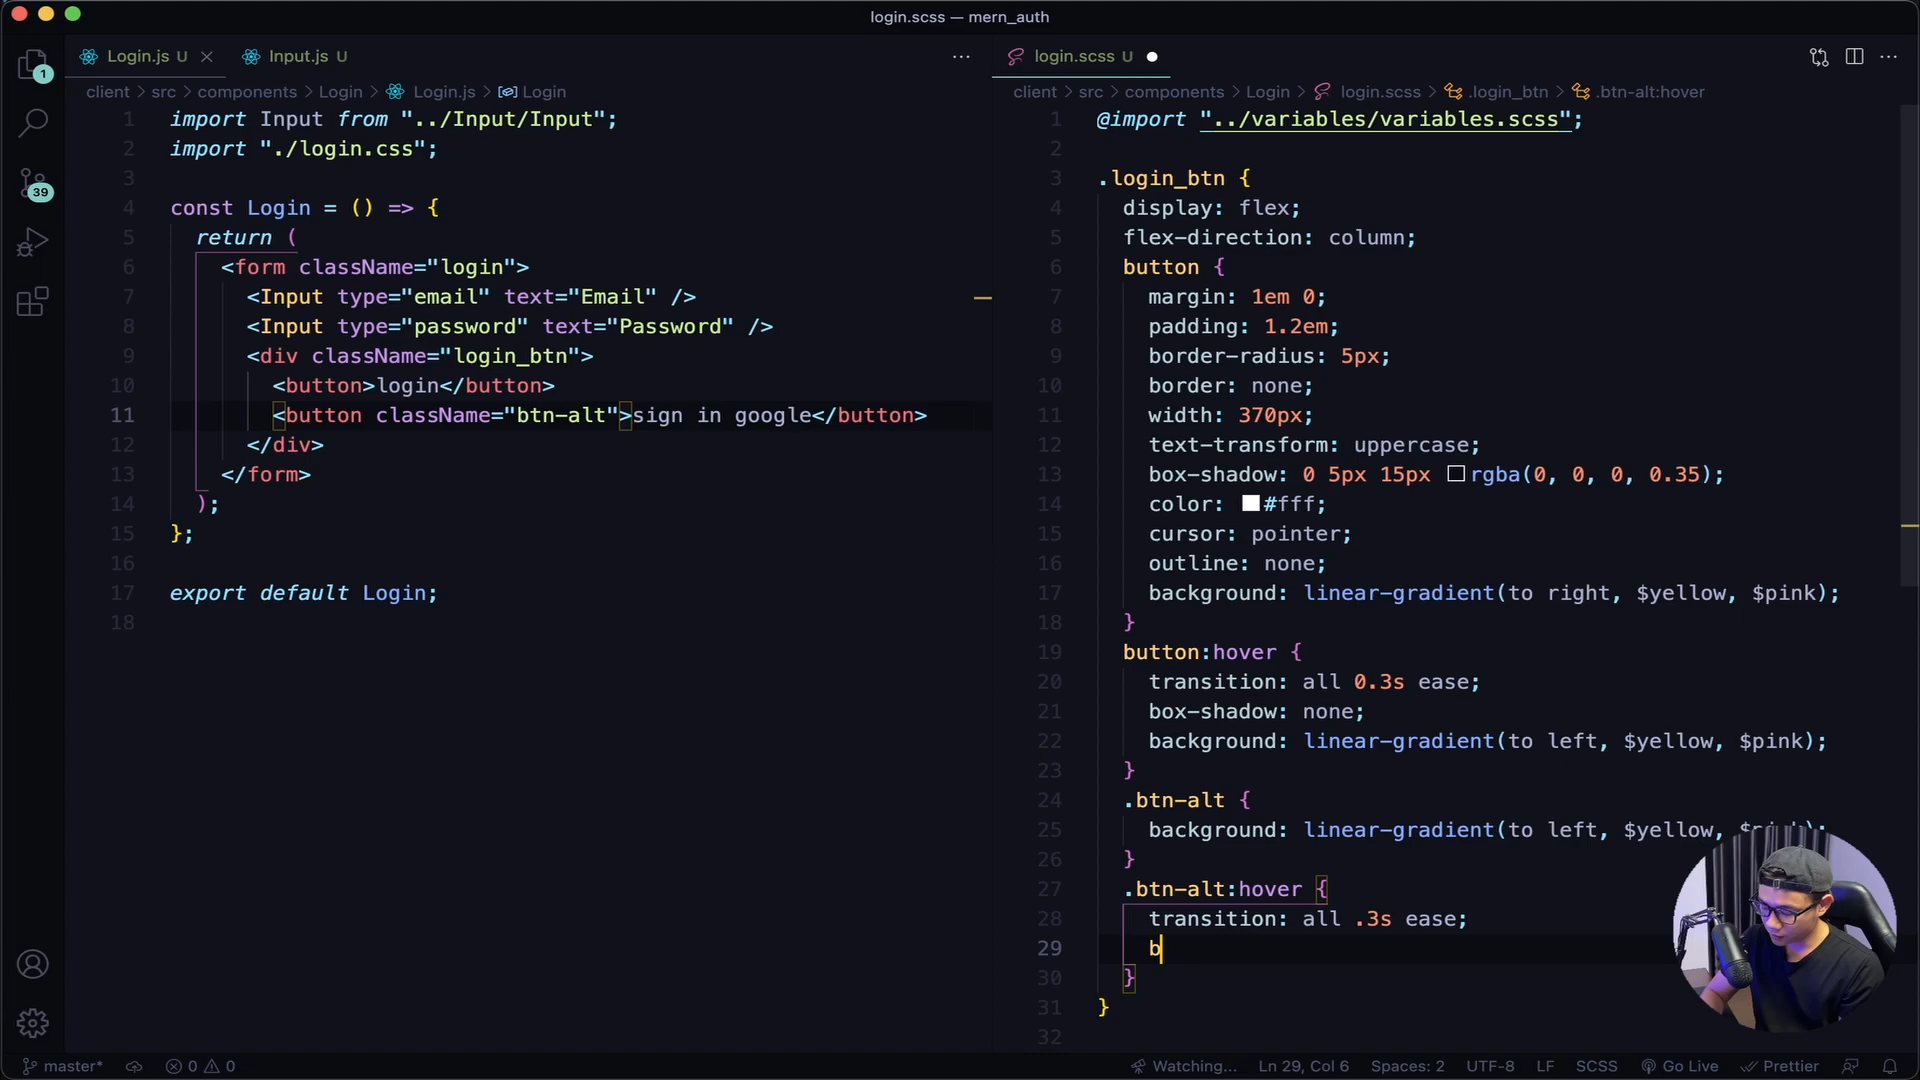 login.scss — mern_auth
Login.js U
Input.js U
login.scss U
client > src > components > Login > Login.js > Login
client > src > components > Login > login.scss > .login_btn > .btn-alt:hover
1
39
1 import Input from "../Input/Input";
2 import "./login.css";
3
4 const Login = () => {
5 return (
6 <form className="login">
7 <Input type="email" text="Email" />
8 <Input type="password" text="Password" />
9 <div className="login_btn">
10 <button>login</button>
11 <button className="btn-alt">sign in google</button>
12 </div>
13 </form>
14 );
15 };
16
17 export default Login;
18
1 @import "../variables/variables.scss";
2
3 .login_btn {
4 display: flex;
5 flex-direction: column;
6 button {
7 margin: 1em 0;
8 padding: 1.2em;
9 border-radius: 5px;
10 border: none;
11 width: 370px;
12 text-transform: uppercase;
13 box-shadow: 0 5px 15px rgba(0, 0, 0, 0.35);
14 color: #fff;
15 cursor: pointer;
16 outline: none;
17 background: linear-gradient(to right, $yellow, $pink);
18 }
19 button:hover {
20 transition: all 0.3s ease;
21 box-shadow: none;
22 background: linear-gradient(to left, $yellow, $pink);
23 }
24 .btn-alt {
25 background: linear-gradient(to left, $yellow, $pink);
26 }
27 .btn-alt:hover {
28 transition: all .3s ease;
29 b
30 }
31 }
32
master* 0 0 Watching... Ln 29, Col 6 Spaces: 2 UTF-8 LF SCSS Go Live Prettier